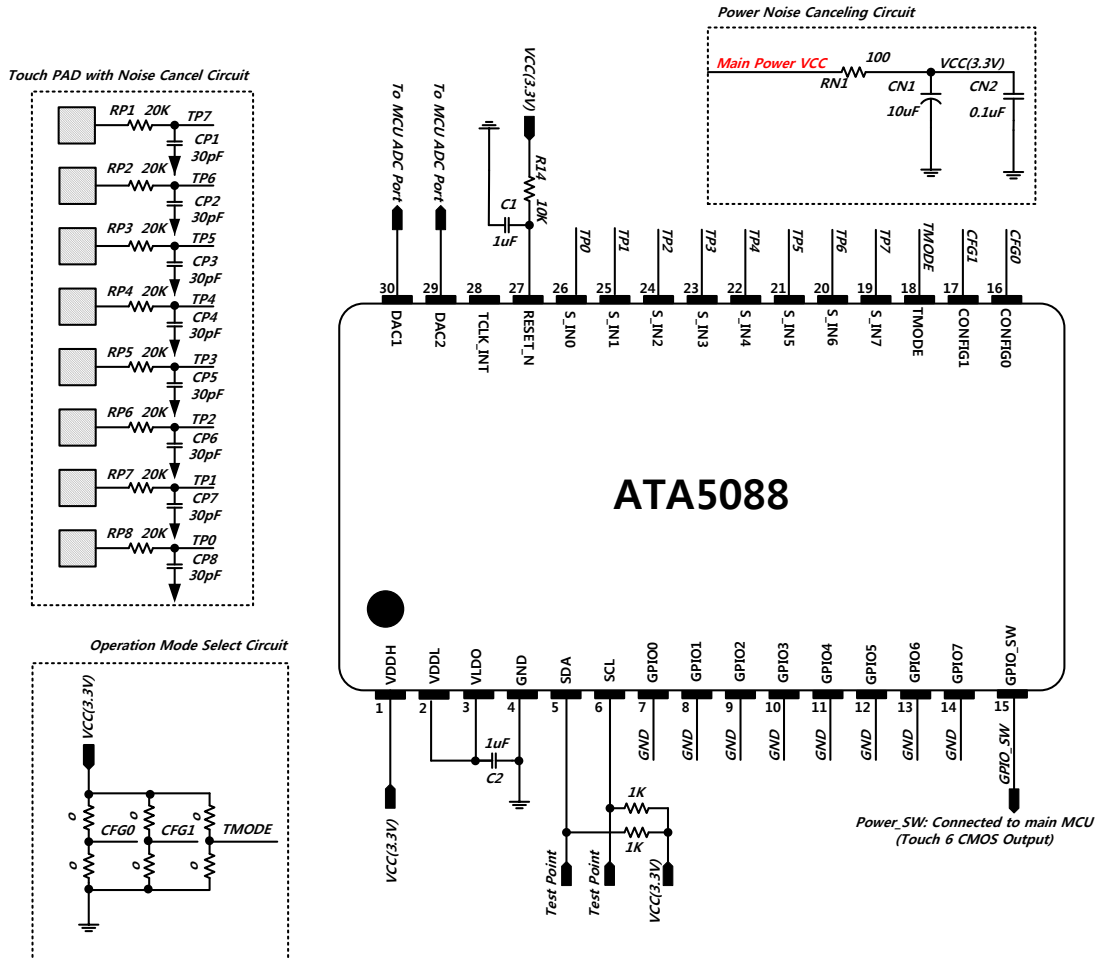 Power Noise Canceling Circuit
Main Power VCC
100
RN1
VCC(3.3V)
CN1
10uF
CN2
0.1uF
Touch PAD with Noise Cancel Circuit
RP1 20K
TP7
CP1
30pF
RP2 20K
TP6
CP2
30pF
RP3 20K
TP5
CP3
30pF
RP4 20K
TP4
CP4
30pF
RP5 20K
TP3
CP5
30pF
RP6 20K
TP2
CP6
30pF
RP7 20K
TP1
CP7
30pF
RP8 20K
TP0
CP8
30pF
To MCU ADC Port
To MCU ADC Port
VCC(3.3V)
R14
10K
C1
1uF
TP0
TP1
TP2
TP3
TP4
TP5
TP6
TP7
TMODE
CFG1
CFG0
30
29
28
27
26
25
24
23
22
21
20
19
18
17
16
DAC1
DAC2
TCLK_INT
RESET_N
S_IN0
S_IN1
S_IN2
S_IN3
S_IN4
S_IN5
S_IN6
S_IN7
TMODE
CONFIG1
CONFIG0
ATA5088
VDDH
VDDL
VLDO
GND
SDA
SCL
GPIO0
GPIO1
GPIO2
GPIO3
GPIO4
GPIO5
GPIO6
GPIO7
GPIO_SW
1
2
3
4
5
6
7
8
9
10
11
12
13
14
15
GND
GND
GND
GND
GND
GND
GND
GND
GPIO_SW
1uF
C2
VCC(3.3V)
1K
1K
Test Point
Test Point
VCC(3.3V)
Power_SW: Connected to main MCU
(Touch 6 CMOS Output)
Operation Mode Select Circuit
VCC(3.3V)
0
0
0
CFG0
CFG1
TMODE
0
0
0